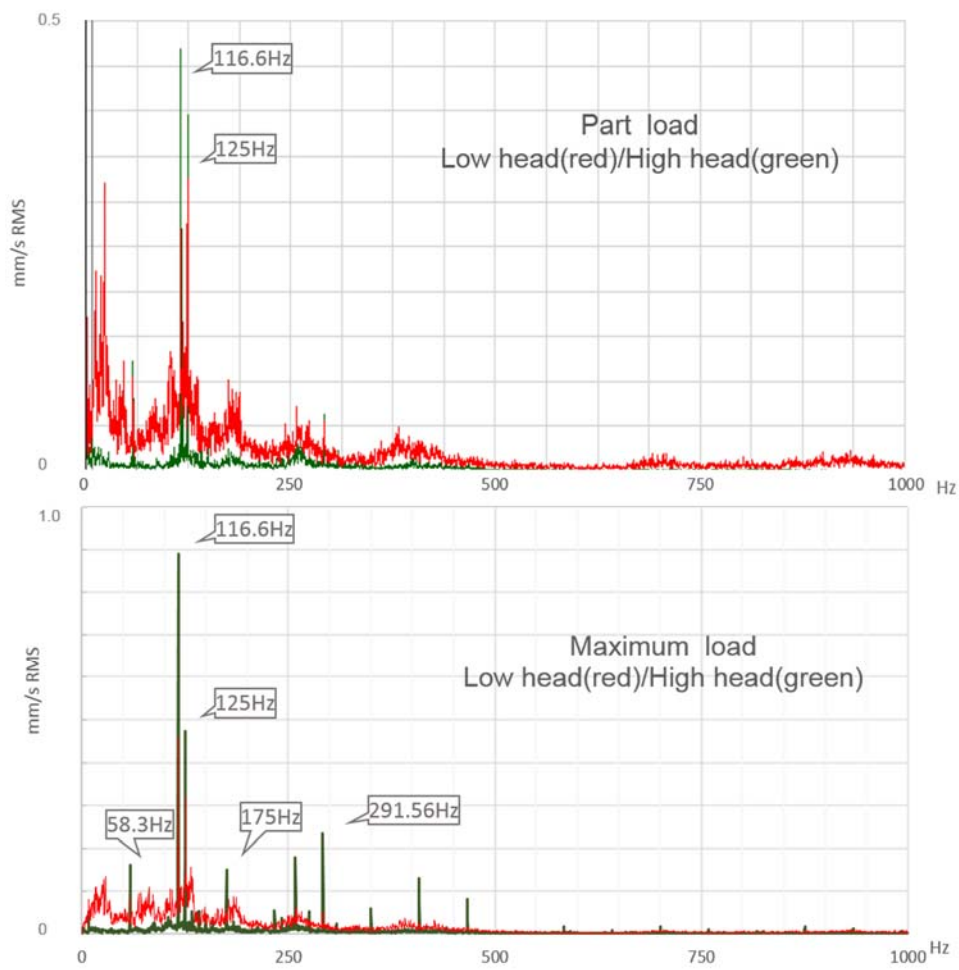 0.5
116.6Hz
125Hz
Part load
Low head(red)/High head(green)
mm/s RMS
0
0 250 500 750 1000 Hz
1.0
116.6Hz
Maximum load
Low head(red)/High head(green)
mm/s RMS
125Hz
58.3Hz
175Hz
291.56Hz
0
0 250 500 750 1000 Hz